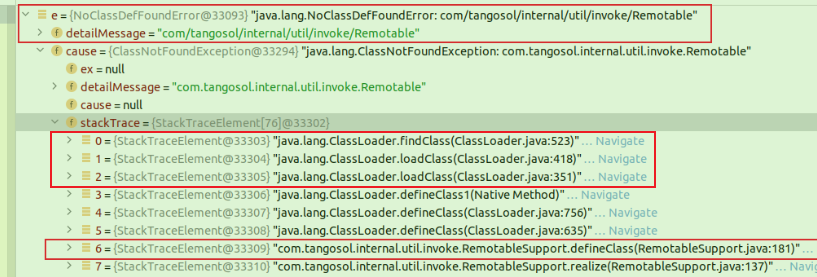 e = {NoClassDefFoundError@33093} "java.lang.NoClassDefFoundError: com/tangosol/internal/util/invoke/Remotable"
f detailMessage = "com/tangosol/internal/util/invoke/Remotable"
f cause = {ClassNotFoundException@33294} "java.lang.ClassNotFoundException: com.tangosol.internal.util.invoke.Remotable"
f ex = null
f detailMessage = "com.tangosol.internal.util.invoke.Remotable"
f cause = null
f stackTrace = {StackTraceElement[76]@33302}
0 = {StackTraceElement@33303} "java.lang.ClassLoader.findClass(ClassLoader.java:523)" ... Navigate
1 = {StackTraceElement@33304} "java.lang.ClassLoader.loadClass(ClassLoader.java:418)" ... Navigate
2 = {StackTraceElement@33305} "java.lang.ClassLoader.loadClass(ClassLoader.java:351)" ... Navigate
3 = {StackTraceElement@33306} "java.lang.ClassLoader.defineClass1(Native Method)" ... Navigate
4 = {StackTraceElement@33307} "java.lang.ClassLoader.defineClass(ClassLoader.java:756)" ... Navigate
5 = {StackTraceElement@33308} "java.lang.ClassLoader.defineClass(ClassLoader.java:635)" ... Navigate
6 = {StackTraceElement@33309} "com.tangosol.internal.util.invoke.RemotableSupport.defineClass(RemotableSupport.java:181)" ...
7 = {StackTraceElement@33310} "com.tangosol.internal.util.invoke.RemotableSupport.realize(RemotableSupport.java:137)" ... Navig